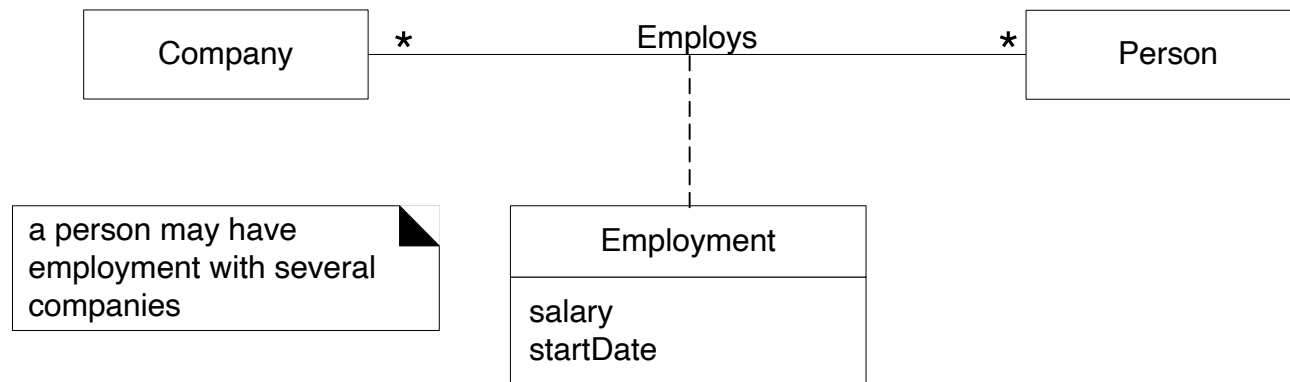 Company
*
Employs
*
Person
a person may have
employment with several
companies
Employment
salary
startDate